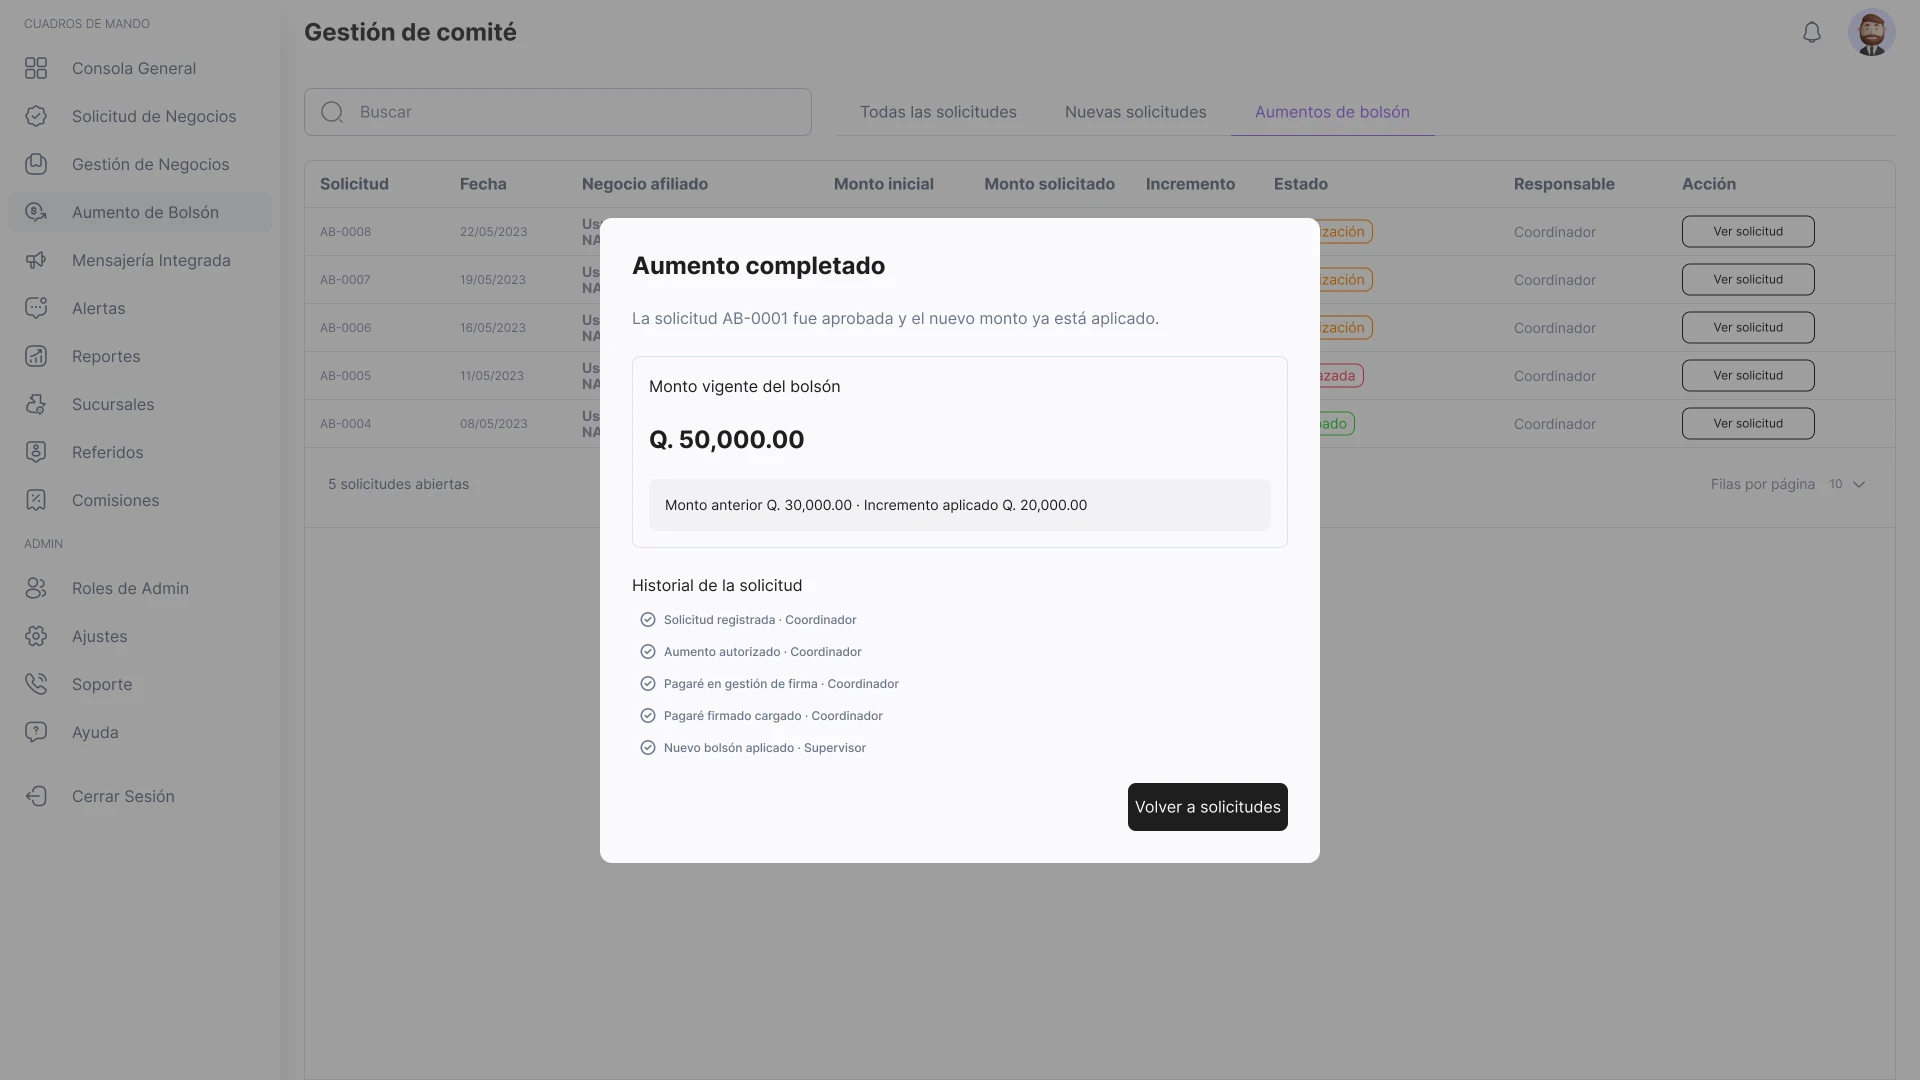 CUADROS DE MANDO
Consola General
Solicitud de Negocios
Gestión de Negocios
Aumento de Bolsón
Mensajería Integrada
Alertas
Reportes
Sucursales
Referidos
Comisiones
ADMIN
Roles de Admin
Ajustes
Soporte
Ayuda
Cerrar Sesión
Gestión de comité
Buscar
Todas las solicitudes Nuevas solicitudes Aumentos de bolsón
Solicitud Fecha Negocio afiliado Monto inicial Monto solicitado Incremento Estado Responsable Acción
AB-0008 22/05/2023 Coordinador Ver solicitud
AB-0007 19/05/2023 Coordinador Ver solicitud
AB-0006 16/05/2023 Coordinador Ver solicitud
AB-0005 11/05/2023 Coordinador Ver solicitud
AB-0004 08/05/2023 Coordinador Ver solicitud
5 solicitudes abiertas Filas por página 10
Aumento completado
La solicitud AB-0001 fue aprobada y el nuevo monto ya está aplicado.
Monto vigente del bolsón
Q. 50,000.00
Monto anterior Q. 30,000.00 · Incremento aplicado Q. 20,000.00
Historial de la solicitud
Solicitud registrada · Coordinador
Aumento autorizado · Coordinador
Pagaré en gestión de firma · Coordinador
Pagaré firmado cargado · Coordinador
Nuevo bolsón aplicado · Supervisor
Volver a solicitudes